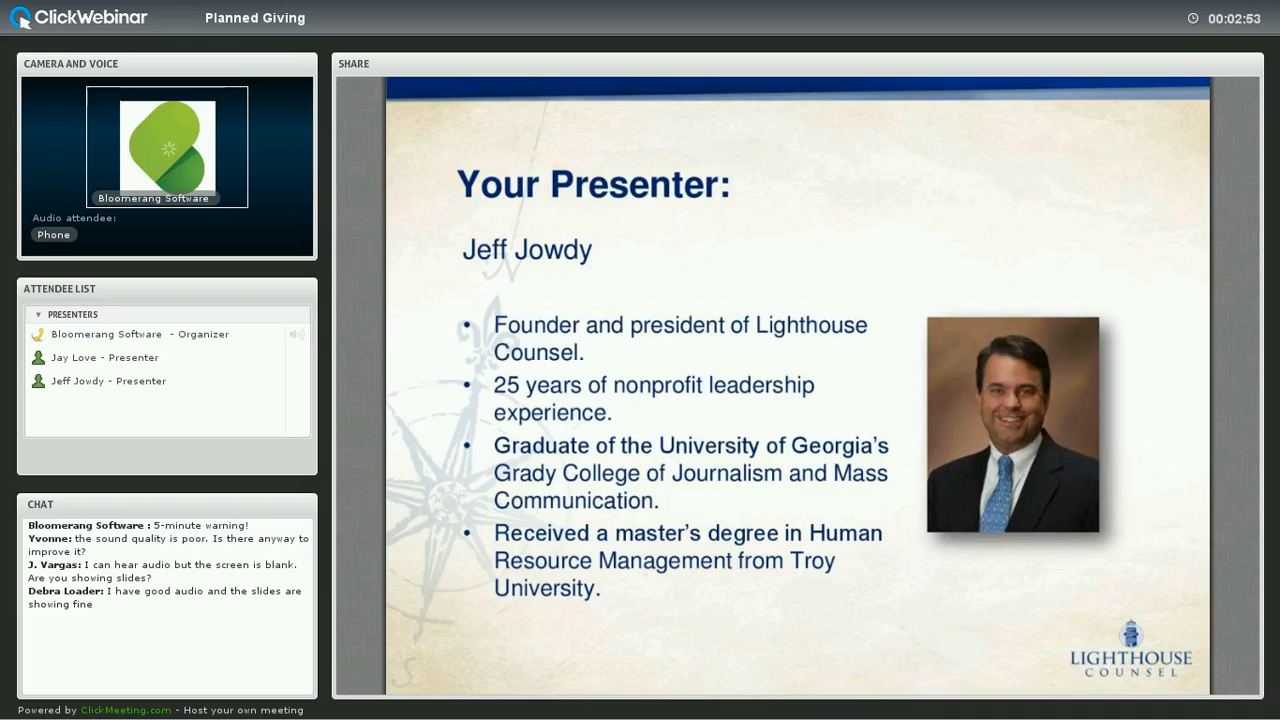 ClickWebinar
Planned Giving
00:02:53
CAMERA AND VOICE
Bloomerang Software
Audio attendee:
Phone
ATTENDEE LIST
PRESENTERS
Bloomerang Software - Organizer
Jay Love - Presenter
Jeff Jowdy - Presenter
CHAT
Bloomerang Software : 5-minute warning!
Yvonne: the sound quality is poor. Is there anyway to
improve it?
J. Vargas: I can hear audio but the screen is blank.
Are you showing slides?
Debra Loader: I have good audio and the slides are
showing fine
SHARE
Your Presenter:
Jeff Jowdy
N
• Founder and president of Lighthouse
Counsel.
• 25 years of nonprofit leadership
experience.
• Graduate of the University of Georgia’s
Grady College of Journalism and Mass
Communication.
• Received a master’s degree in Human
Resource Management from Troy
University.
S
LIGHTHOUSE
COUNSEL
Powered by ClickMeeting.com - Host your own meeting